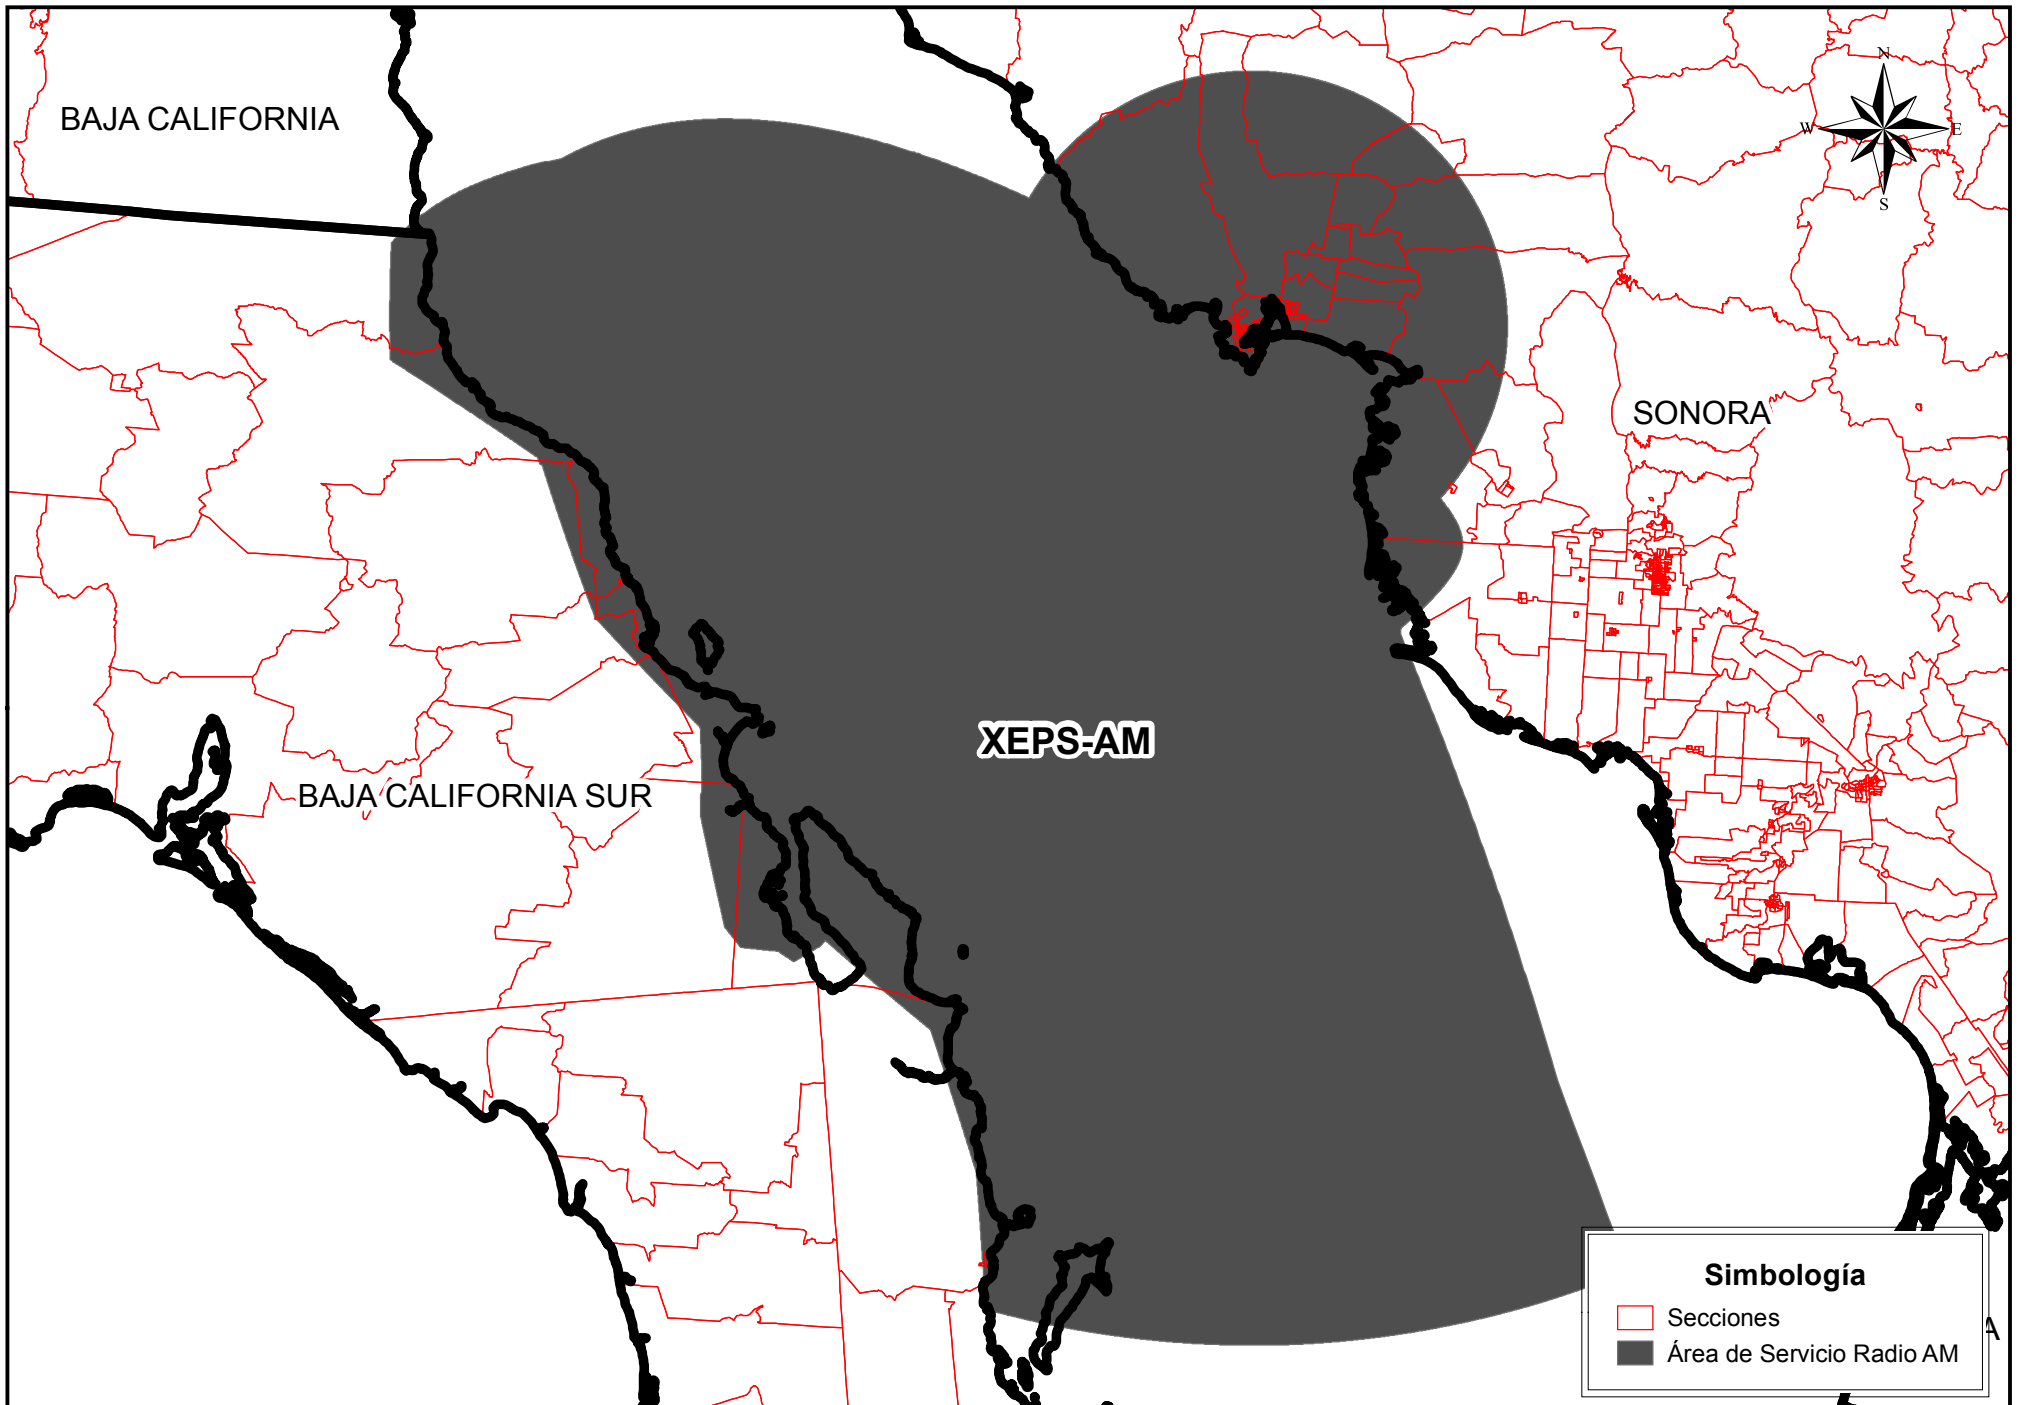 N
W E
S
BAJA CALIFORNIA
SONORA
XEPS-AM
BAJA CALIFORNIA SUR
Simbología
Secciones
Área de Servicio Radio AM
A